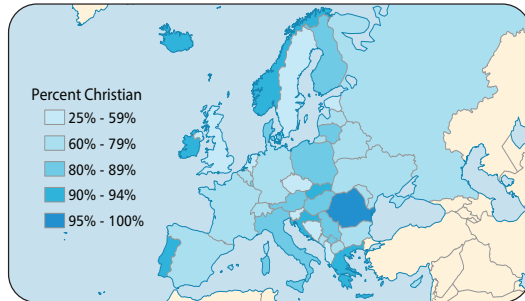 Percent Christian
25% - 59%
60% - 79%
80% - 89%
90% - 94%
95% - 100%